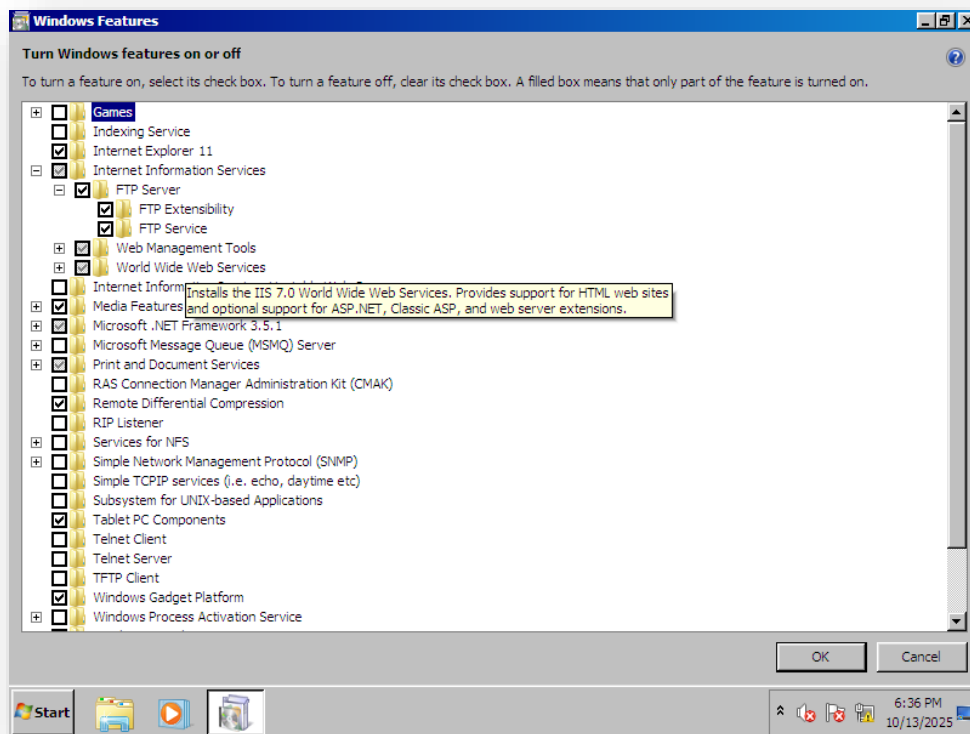 Windows Features
Turn Windows features on or off
To turn a feature on, select its check box. To turn a feature off, clear its check box. A filled box means that only part of the feature is turned on.
Games
Indexing Service
Internet Explorer 11
Internet Information Services
FTP Server
FTP Extensibility
FTP Service
Web Management Tools
World Wide Web Services
Internet
Installs the IIS 7.0 World Wide Web Services. Provides support for HTML web sites
and optional support for ASP.NET, Classic ASP, and web server extensions.
Media Features
Microsoft .NET Framework 3.5.1
Microsoft Message Queue (MSMQ) Server
Print and Document Services
RAS Connection Manager Administration Kit (CMAK)
Remote Differential Compression
RIP Listener
Services for NFS
Simple Network Management Protocol (SNMP)
Simple TCPIP services (i.e. echo, daytime etc)
Subsystem for UNIX-based Applications
Tablet PC Components
Telnet Client
Telnet Server
TFTP Client
Windows Gadget Platform
Windows Process Activation Service
OK Cancel
Start
6:36 PM
10/13/2025